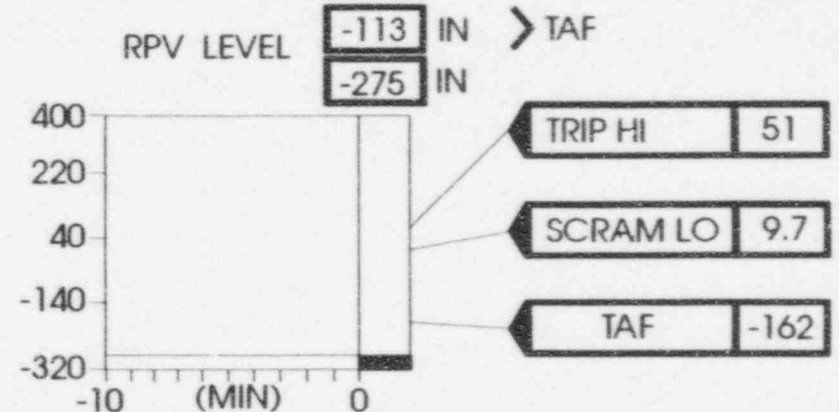 RPV LEVEL -113 IN > TAF
-275 IN
400
220
40
-140
-320
-10 (MIN) 0
TRIP HI 51
SCRAM LO 9.7
TAF -162